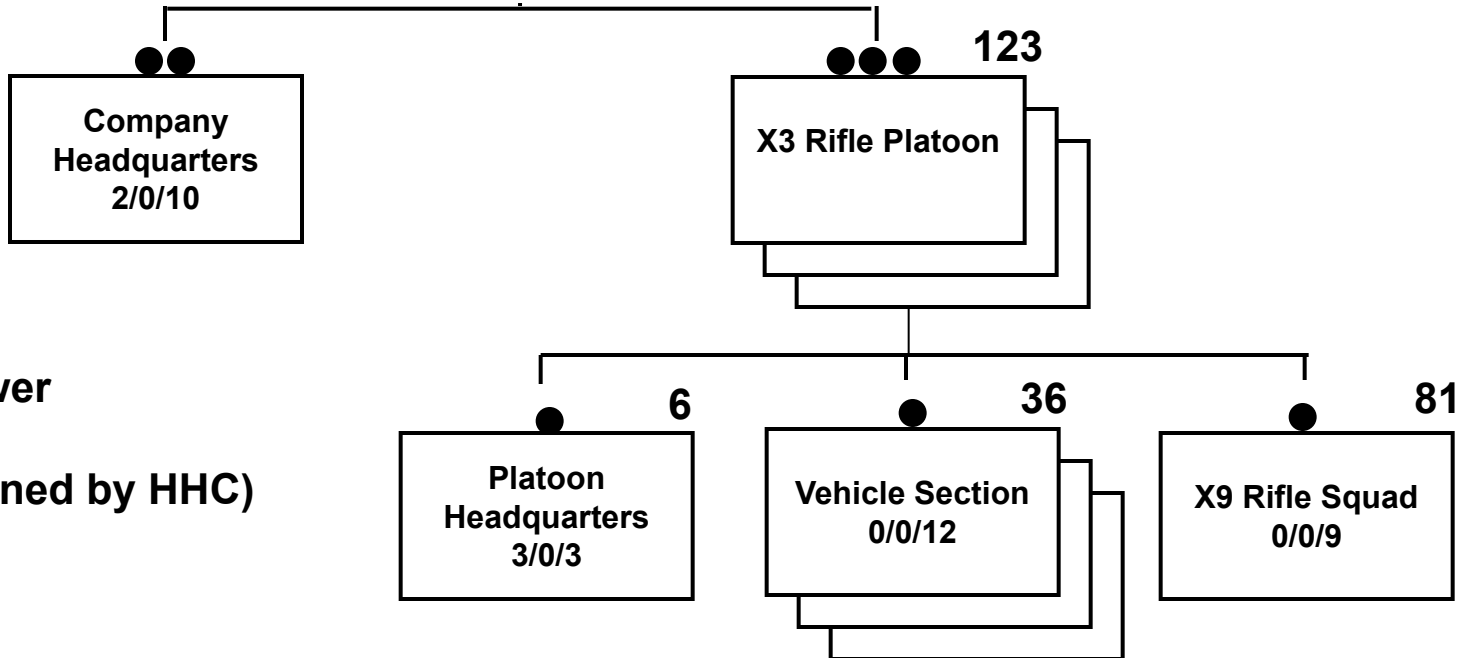 Company
Headquarters
2/0/10
123
X3 Rifle Platoon
ned by HHC)
6
Platoon
Headquarters
3/0/3
36
Vehicle Section
0/0/12
81
X9 Rifle Squad
0/0/9